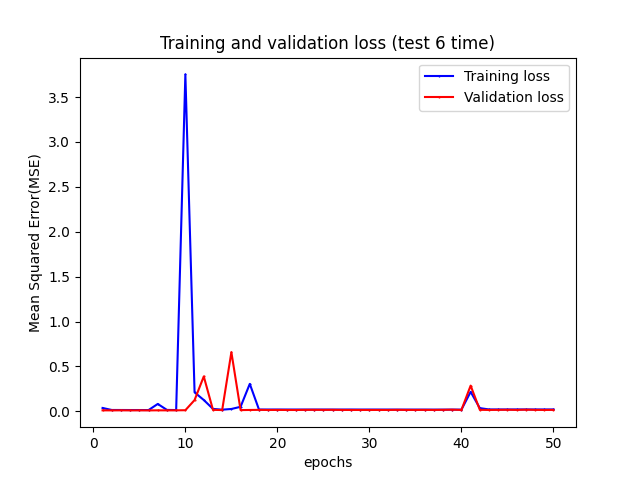 Training and validation loss (test 6 time)
Training loss
Validation loss
Mean Squared Error(MSE)
3.5
3.0
2.5
2.0
1.5
1.0
0.5
0.0
0 10 20 30 40 50
epochs